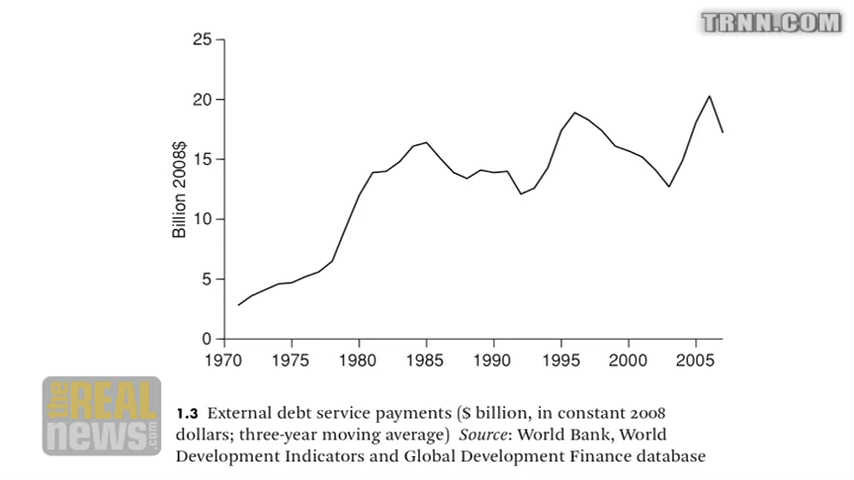 TRNN.COM
25
20
15
10
5
0
Billion 2008$
1970 1975 1980 1985 1990 1995 2000 2005
the REAL
news.com
1.3 External debt service payments ($ billion, in constant 2008
dollars; three-year moving average) Source: World Bank, World
Development Indicators and Global Development Finance database